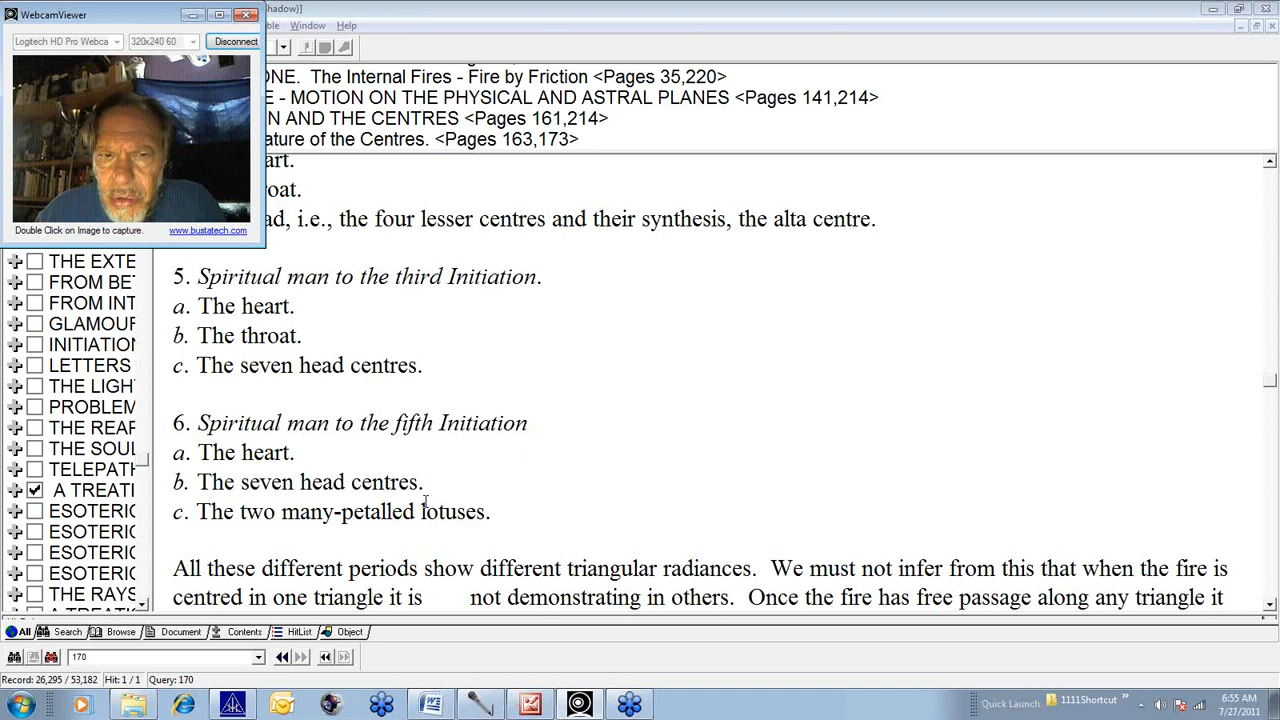 WebcamViewer
Shadow)]
Logitech HD Pro Webca
320x240 60
Disconnect
Window Help
ONE. The Internal Fires - Fire by Friction <Pages 35,220>
E - MOTION ON THE PHYSICAL AND ASTRAL PLANES <Pages 141,214>
N AND THE CENTRES <Pages 161,214>
ature of the Centres. <Pages 163,173>
art.
roat.
ad, i.e., the four lesser centres and their synthesis, the alta centre.
Double Click on Image to capture. www.bustatech.com
THE EXTE
FROM BE
FROM INT
GLAMOUR
INITIATION
LETTERS
THE LIGH
PROBLEM
THE REAP
THE SOUL
TELEPATH
A TREATI
ESOTERIC
ESOTERIC
ESOTERIC
ESOTERIC
THE RAYS
A TREATI
5. Spiritual man to the third Initiation.
a. The heart.
b. The throat.
c. The seven head centres.
6. Spiritual man to the fifth Initiation
a. The heart.
b. The seven head centres.
c. The two many-petalled lotuses.
All these different periods show different triangular radiances. We must not infer from this that when the fire is
centred in one triangle it is not demonstrating in others. Once the fire has free passage along any triangle it
All Search Browse Document Contents HitList Object
170
Record: 26,295 / 53,182 Hit: 1 / 1 Query: 170
Quick Launch 1111Shortcut
6:55 AM
7/27/2011